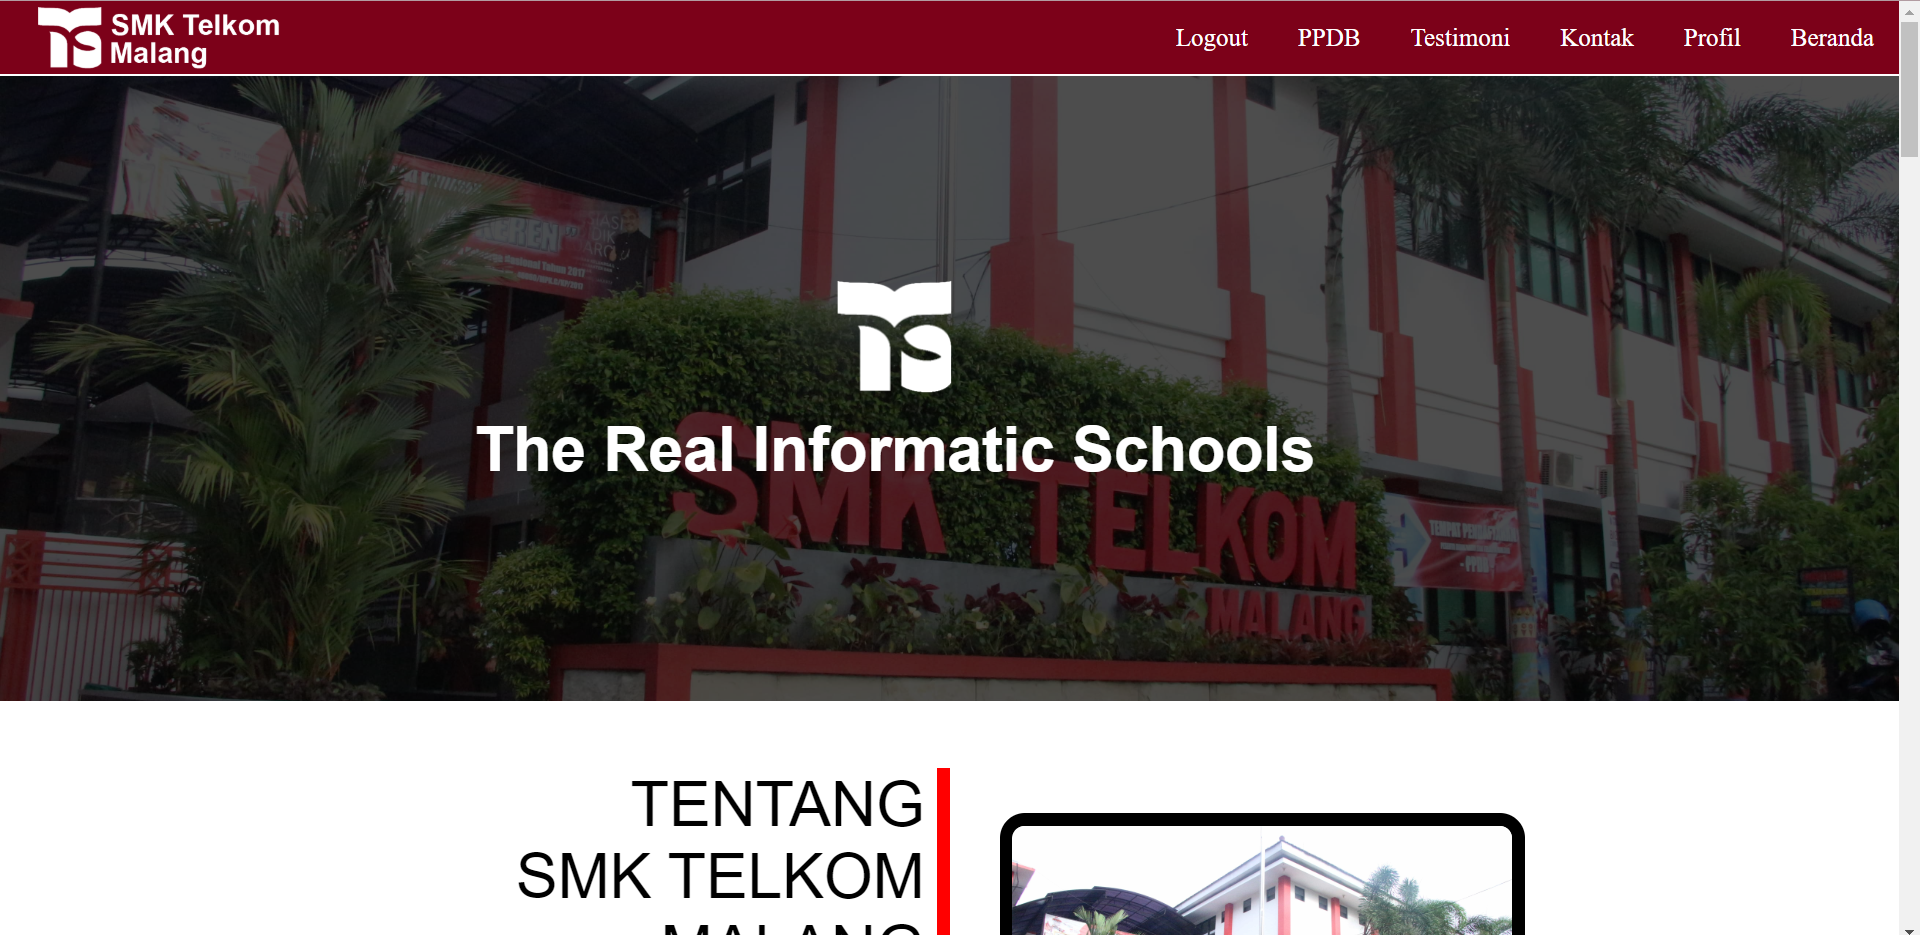 SMK Telkom
Malang
Logout PPDB Testimoni Kontak Profil Beranda
The Real Informatic Schools
SMK TELKOM
MALANG
TENTANG
SMK TELKOM
MALANG